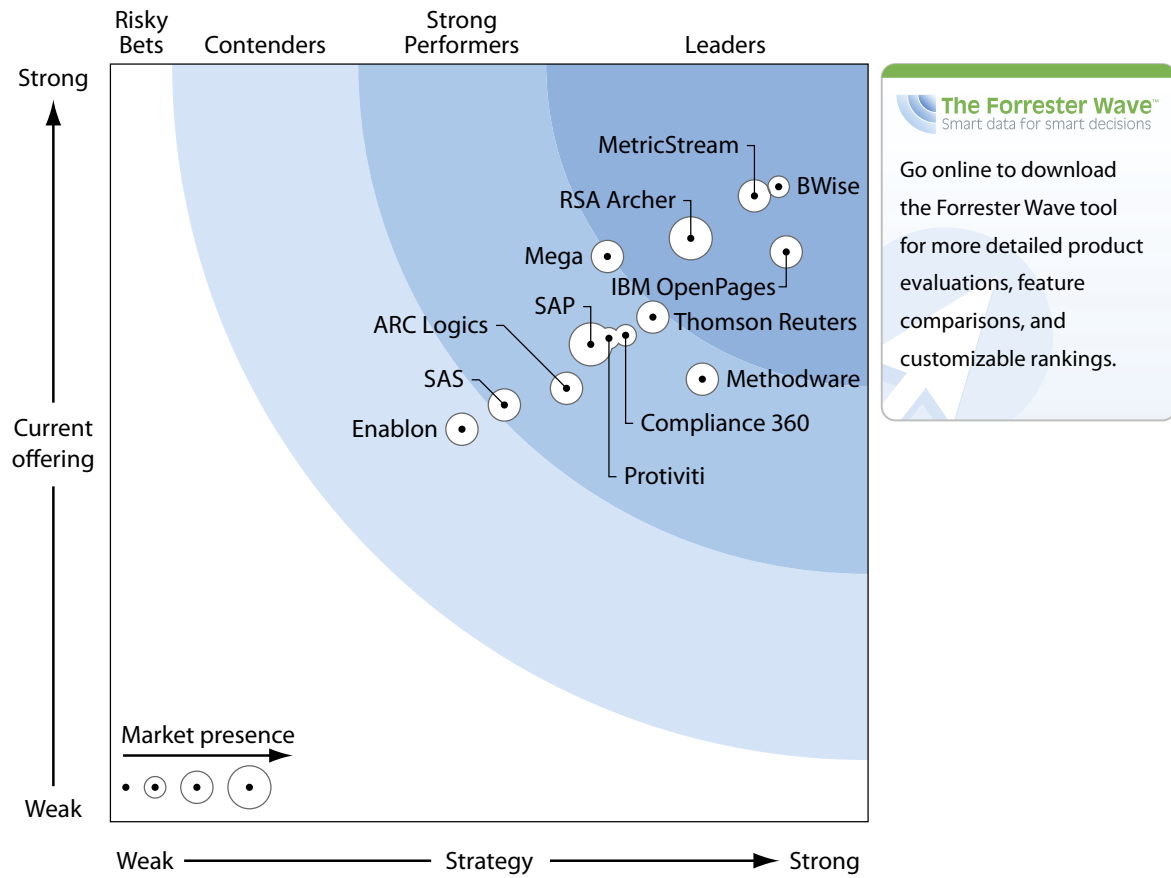 Risky
Bets
Contenders
Strong
Performers
Leaders
Strong
Current
offering
Weak
MetricStream
BWise
RSA Archer
Mega
IBM OpenPages
SAP
Thomson Reuters
ARC Logics
SAS
Methodware
Enablon
Compliance 360
Protiviti
Market presence
Weak
Strategy
Strong
The Forrester Wave™
Smart data for smart decisions
Go online to download
the Forrester Wave tool
for more detailed product
evaluations, feature
comparisons, and
customizable rankings.